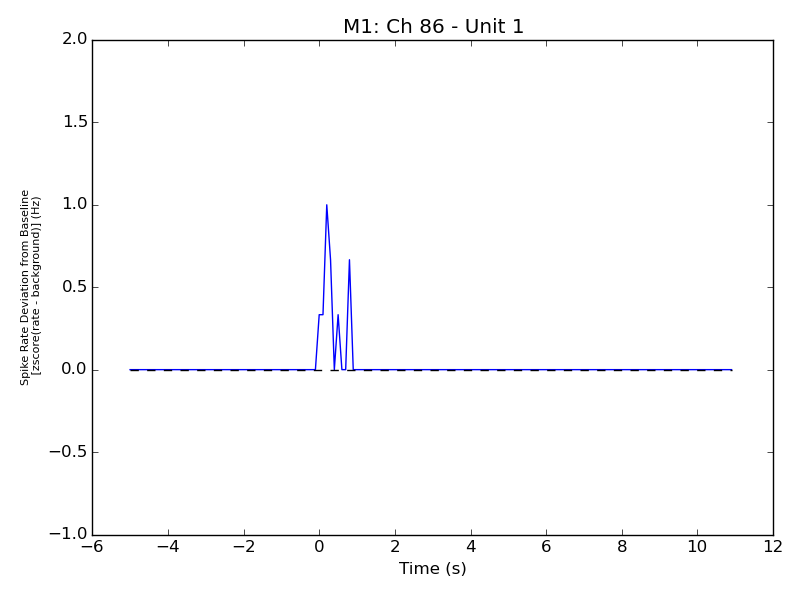 M1: Ch 86 - Unit 1
2.0
1.5
1.0
0.5
0.0
−0.5
−1.0
Spike Rate Deviation from Baseline
[zscore(rate - background)] (Hz)
−6 −4 −2 0 2 4 6 8 10 12
Time (s)